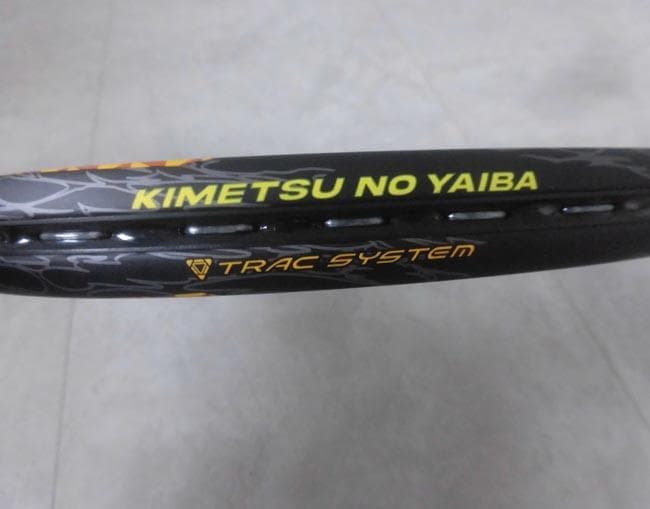 KIMETSU NO YAIBA
TRAC SYSTEM